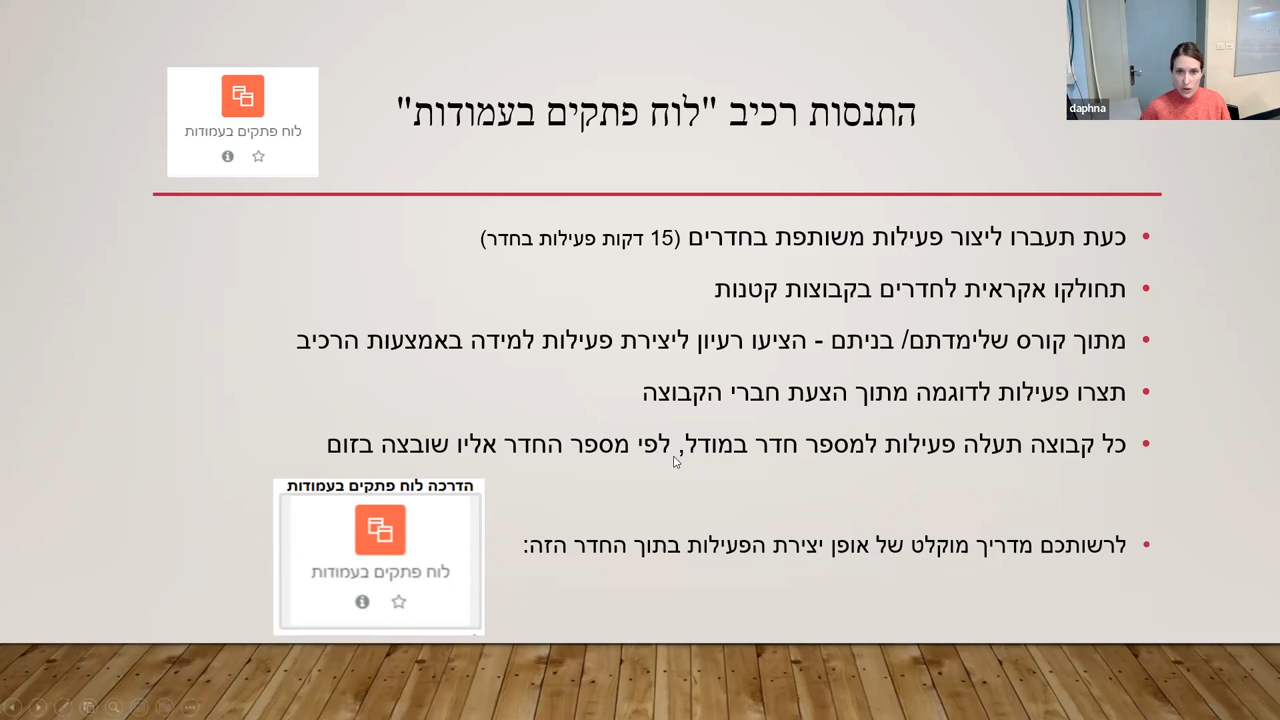 daphna
התנסות רכיב "לוח פתקים בעמודות"
לוח פתקים בעמודות
כעת תעברו ליצור פעילות משותפת בחדרים (15 דקות פעילות בחדר)
תחולקו אקראית לחדרים בקבוצות קטנות
מתוך קורס שלימדתם/ בניתם - הציעו רעיון ליצירת פעילות למידה באמצעות הרכיב
תצרו פעילות לדוגמה מתוך הצעת חברי הקבוצה
כל קבוצה תעלה פעילות למספר חדר במודל, לפי מספר החדר אליו שובצה בזום
לרשותכם מדריך מוקלט של אופן יצירת הפעילות בתוך החדר הזה:
הדרכה לוח פתקים בעמודות
לוח פתקים בעמודות